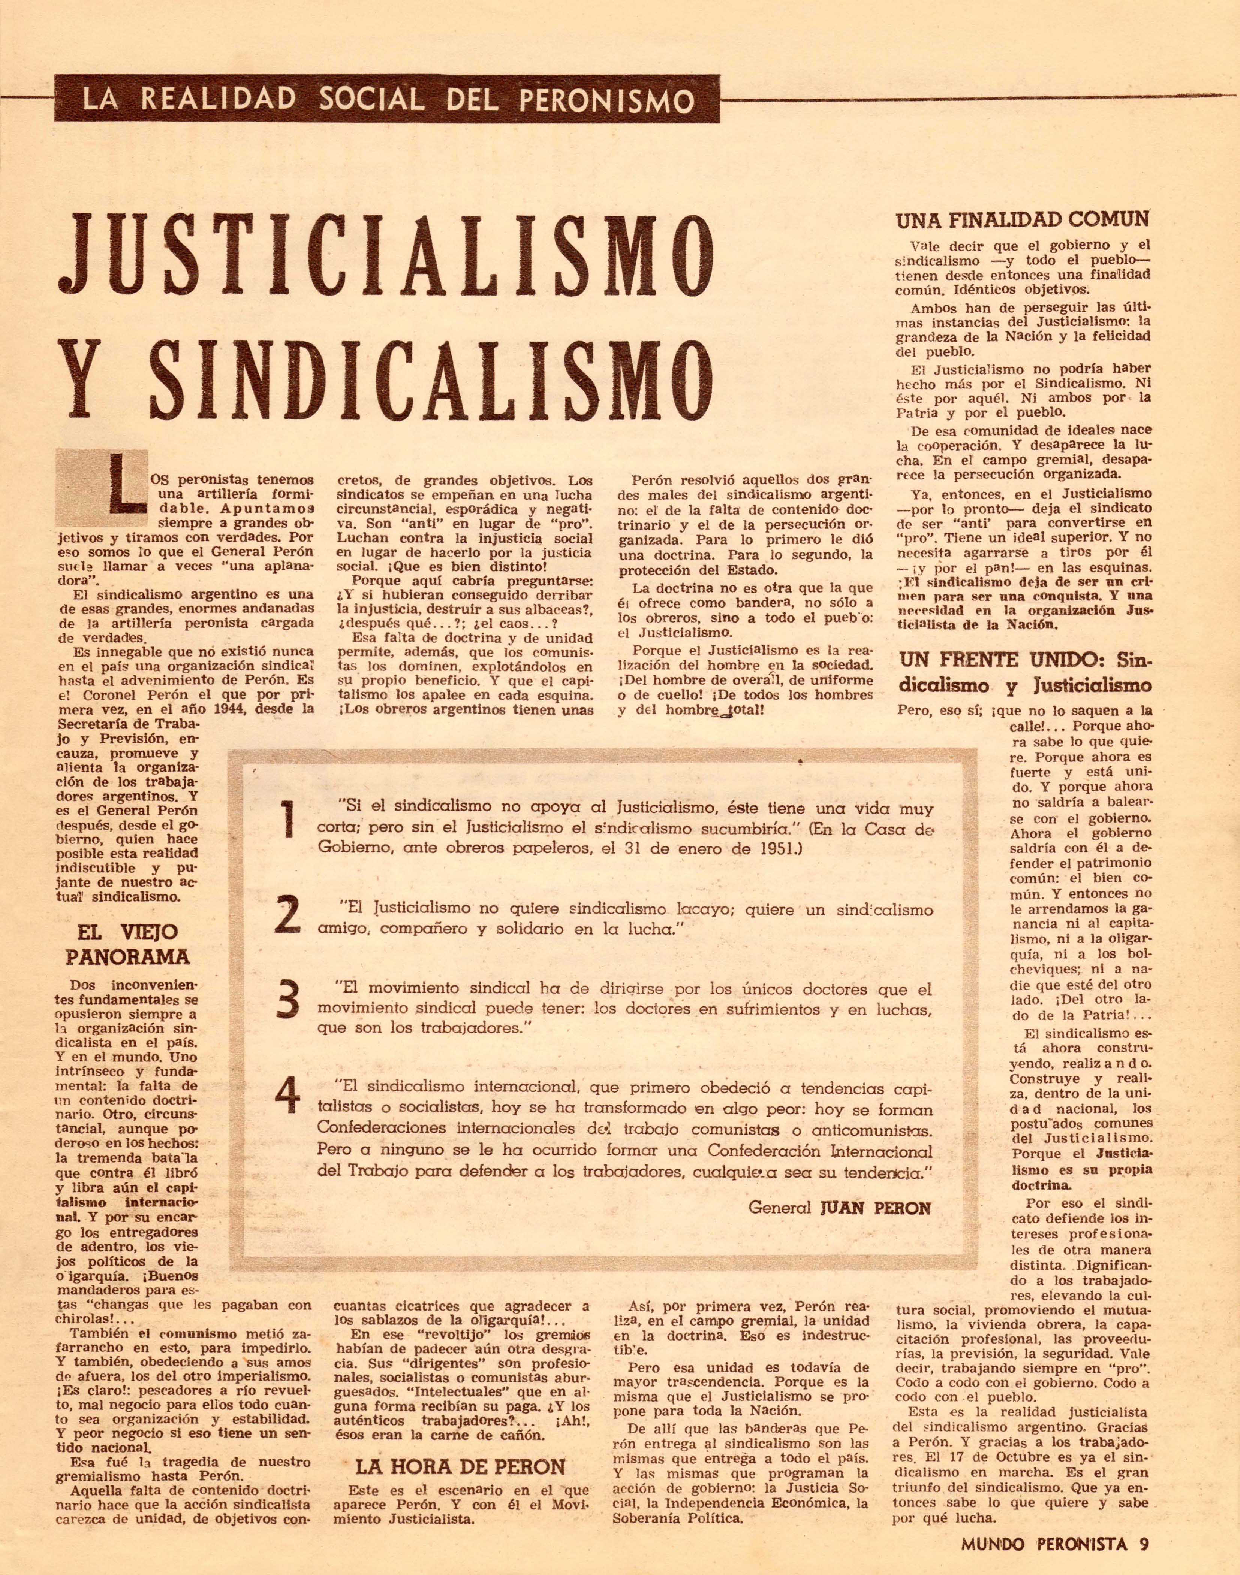 LA REALIDAD SOCIAL DEL PERONISMO
JUSTICIALISMO
Y SINDICALISMO
LOS peronistas tenemos
una artillería formi-
dable. Apuntamos
siempre a grandes ob-
jetivos y tiramos con verdades. Por
eso somos lo que el General Perón
suele llamar a veces "una aplana-
dora".
El sindicalismo argentino es una
de esas grandes, enormes andanadas
de la artillería peronista cargada
de verdades.
Es innegable que no existió nunca
en el país una organización sindical
hasta el advenimiento de Perón. Es
el Coronel Perón el que por pri-
mera vez, en el año 1944, desde la
Secretaría de Traba-
jo y Previsión, en-
cauza, promueve y
alienta la organiza-
ción de los trabaja-
dores argentinos. Y
es el General Perón
después, desde el go-
bierno, quien hace
posible esta realidad
indiscutible y pu-
jante de nuestro ac-
tual sindicalismo.
EL VIEJO
PANORAMA
Dos inconvenien-
tes fundamentales se
opusieron siempre a
la organización sin-
dicalista en el país.
Y en el mundo. Uno
intrínseco y funda-
mental: la falta de
un contenido doctri-
nario. Otro, circuns-
tancial, aunque po-
deroso en los hechos:
la tremenda batalla
que contra él libró
y libra aún el capi-
talismo internacio-
nal. Y por su encar-
go los entregadores
de adentro, los vie-
jos políticos de la
oligarquía. ¡Buenos
mandaderos para es-
tas "changas que les pagaban con
chirolas!...
También el comunismo metió za-
farrancho en esto, para impedirlo.
Y también, obedeciendo a sus amos
de afuera, los del otro imperialismo.
¡Es claro!: pescadores a río revuel-
to, mal negocio para ellos todo cuan-
to sea organización y estabilidad.
Y peor negocio si eso tiene un sen-
tido nacional.
Esa fué la tragedia de nuestro
gremialismo hasta Perón.
Aquella falta de contenido doctri-
nario hace que la acción sindicalista
carezca de unidad, de objetivos con-
cretos, de grandes objetivos. Los
sindicatos se empeñan en una lucha
circunstancial, esporádica y negati-
va. Son "anti" en lugar de "pro".
Luchan contra la injusticia social
en lugar de hacerlo por la justicia
social. ¡Que es bien distinto!
Porque aquí cabría preguntarse:
¿Y si hubieran conseguido derribar
la injusticia, destruir a sus albaceas?,
¿después qué...?; ¿el caos...?
Esa falta de doctrina y de unidad
permite, además, que los comunis-
tas los dominen, explotándolos en
su propio beneficio. Y que el capi-
talismo los apalee en cada esquina.
¡Los obreros argentinos tienen unas
cuantas cicatrices que agradecer a
los sablazos de la oligarquía!...
En ese "revoltijo" los gremios
habían de padecer aún otra desgra-
cia. Sus "dirigentes" son profesio-
nales, socialistas o comunistas abur-
guesados. "Intelectuales" que en al-
guna forma recibían su paga. ¿Y los
auténticos trabajadores?... ¡Ah!,
ésos eran la carne de cañón.
LA HORA DE PERON
Este es el escenario en el que
aparece Perón. Y con él el Movi-
miento Justicialista.
Perón resolvió aquellos dos gran-
des males del sindicalismo argenti-
no: el de la falta de contenido doc-
trinario y el de la persecución or-
ganizada. Para lo primero le dió
una doctrina. Para lo segundo, la
protección del Estado.
La doctrina no es otra que la que
él ofrece como bandera, no sólo a
los obreros, sino a todo el pueblo:
el Justicialismo.
Porque el Justicialismo es la rea-
lización del hombre en la sociedad.
¡Del hombre de overall, de uniforme
o de cuello! ¡De todos los hombres
y del hombre total!
Así, por primera vez, Perón rea-
liza, en el campo gremial, la unidad
en la doctrina. Eso es indestruc-
tible.
Pero esa unidad es todavía de
mayor trascendencia. Porque es la
misma que el Justicialismo se pro-
pone para toda la Nación.
De allí que las banderas que Pe-
rón entrega al sindicalismo son las
mismas que entrega a todo el país.
Y las mismas que programan la
acción de gobierno: la Justicia So-
cial, la Independencia Económica, la
Soberanía Política.
UNA FINALIDAD COMUN
Vale decir que el gobierno y el
sindicalismo —y todo el pueblo—
tienen desde entonces una finalidad
común. Idénticos objetivos.
Ambos han de perseguir las últi-
mas instancias del Justicialismo: la
grandeza de la Nación y la felicidad
del pueblo.
El Justicialismo no podría haber
hecho más por el Sindicalismo. Ni
éste por aquél. Ni ambos por la
Patria y por el pueblo.
De esa comunidad de ideales nace
la cooperación. Y desaparece la lu-
cha. En el campo gremial, desapa-
rece la persecución organizada.
Ya, entonces, en el Justicialismo
—por lo pronto— deja el sindicato
de ser "anti" para convertirse en
"pro". Tiene un ideal superior. Y no
necesita agarrarse a tiros por él
—¡y por el pan!— en las esquinas.
¡El sindicalismo deja de ser un cri-
men para ser una conquista. Y una
necesidad en la organización Jus-
ticialista de la Nación.
UN FRENTE UNIDO: Sin-
dicalismo y Justicialismo
Pero, eso sí; ¡que no lo saquen a la
calle!... Porque aho-
ra sabe lo que quie-
re. Porque ahora es
fuerte y está uni-
do. Y porque ahora
no saldría a balear-
se con el gobierno.
Ahora el gobierno
saldría con él a de-
fender el patrimonio
común: el bien co-
mún. Y entonces no
le arrendamos la ga-
nancia ni al capita-
lismo, ni a la oligar-
quía, ni a los bol-
cheviques; ni a na-
die que esté del otro
lado. ¡Del otro la-
do de la Patria!...
El sindicalismo es-
tá ahora constru-
yendo, realizando.
Construye y reali-
za, dentro de la uni-
dad nacional, los
postulados comunes
del Justicialismo.
Porque el Justicia-
lismo es su propia
doctrina.
Por eso el sindi-
cato defiende los in-
tereses profesiona-
les de otra manera
distinta. Dignifican-
do a los trabajado-
res, elevando la cul-
tura social, promoviendo el mutua-
lismo, la vivienda obrera, la capa-
citación profesional, las proveedu-
rías, la previsión, la seguridad. Vale
decir, trabajando siempre en "pro".
Codo a codo con el gobierno. Codo a
codo con el pueblo.
Esta es la realidad justicialista
del sindicalismo argentino. Gracias
a Perón. Y gracias a los trabajado-
res. El 17 de Octubre es ya el sin-
dicalismo en marcha. Es el gran
triunfo del sindicalismo. Que ya en-
tonces sabe lo que quiere y sabe
por qué lucha.
1 "Si el sindicalismo no apoya al Justicialismo, éste tiene una vida muy
corta; pero sin el Justicialismo el sindicalismo sucumbiría." (En la Casa de
Gobierno, ante obreros papeleros, el 31 de enero de 1951.)
2 "El Justicialismo no quiere sindicalismo lacayo; quiere un sindicalismo
amigo, compañero y solidario en la lucha."
3 "El movimiento sindical ha de dirigirse por los únicos doctores que el
movimiento sindical puede tener: los doctores en sufrimientos y en luchas,
que son los trabajadores."
4 "El sindicalismo internacional, que primero obedeció a tendencias capi-
talistas o socialistas, hoy se ha transformado en algo peor: hoy se forman
Confederaciones internacionales del trabajo comunistas o anticomunistas.
Pero a ninguno se le ha ocurrido formar una Confederación Internacional
del Trabajo para defender a los trabajadores, cualquiera sea su tendencia."
General JUAN PERON
MUNDO PERONISTA 9